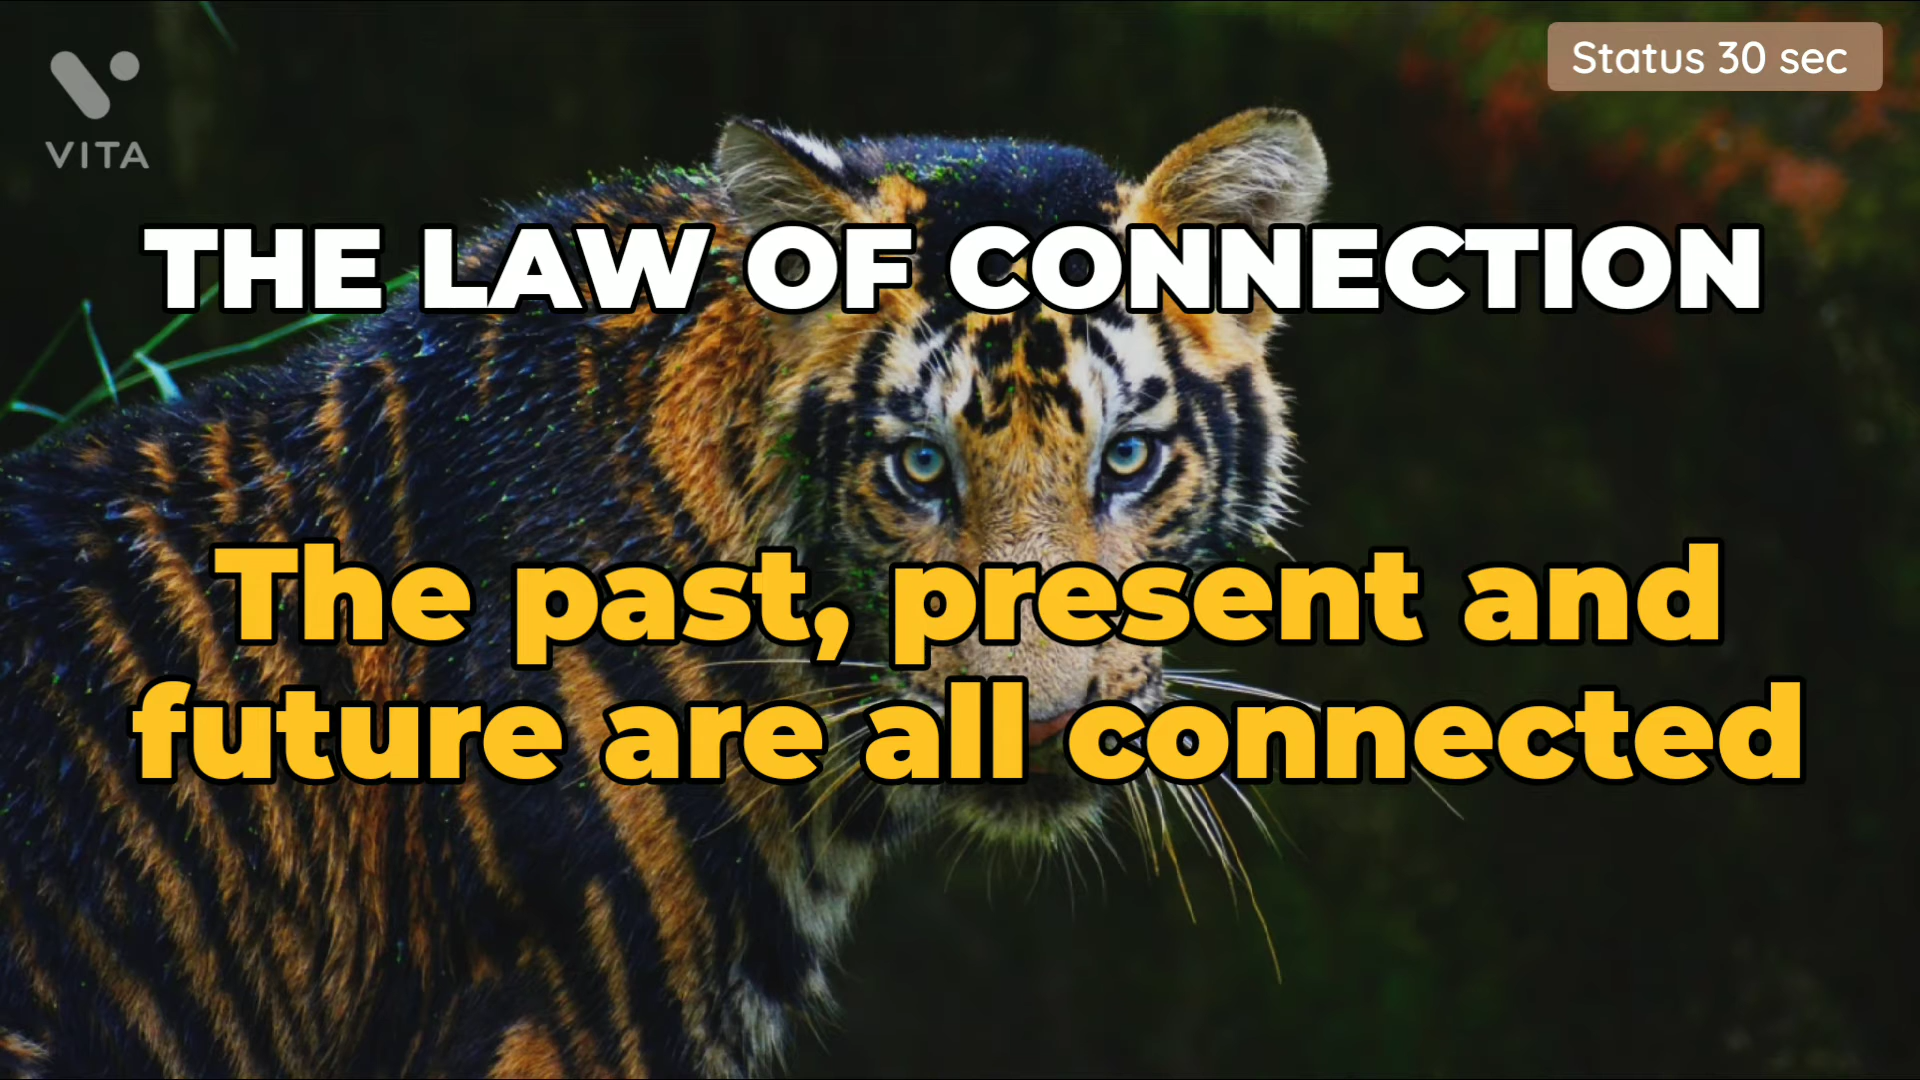 VITA
Status 30 sec
THE LAW OF CONNECTION
The past, present and
future are all connected